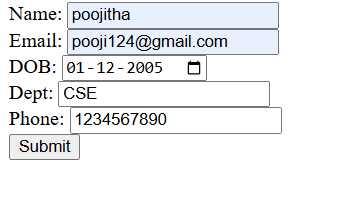 Name: poojitha
Email: pooji124@gmail.com
DOB: 01-12-2005
Dept: CSE
Phone: 1234567890
Submit